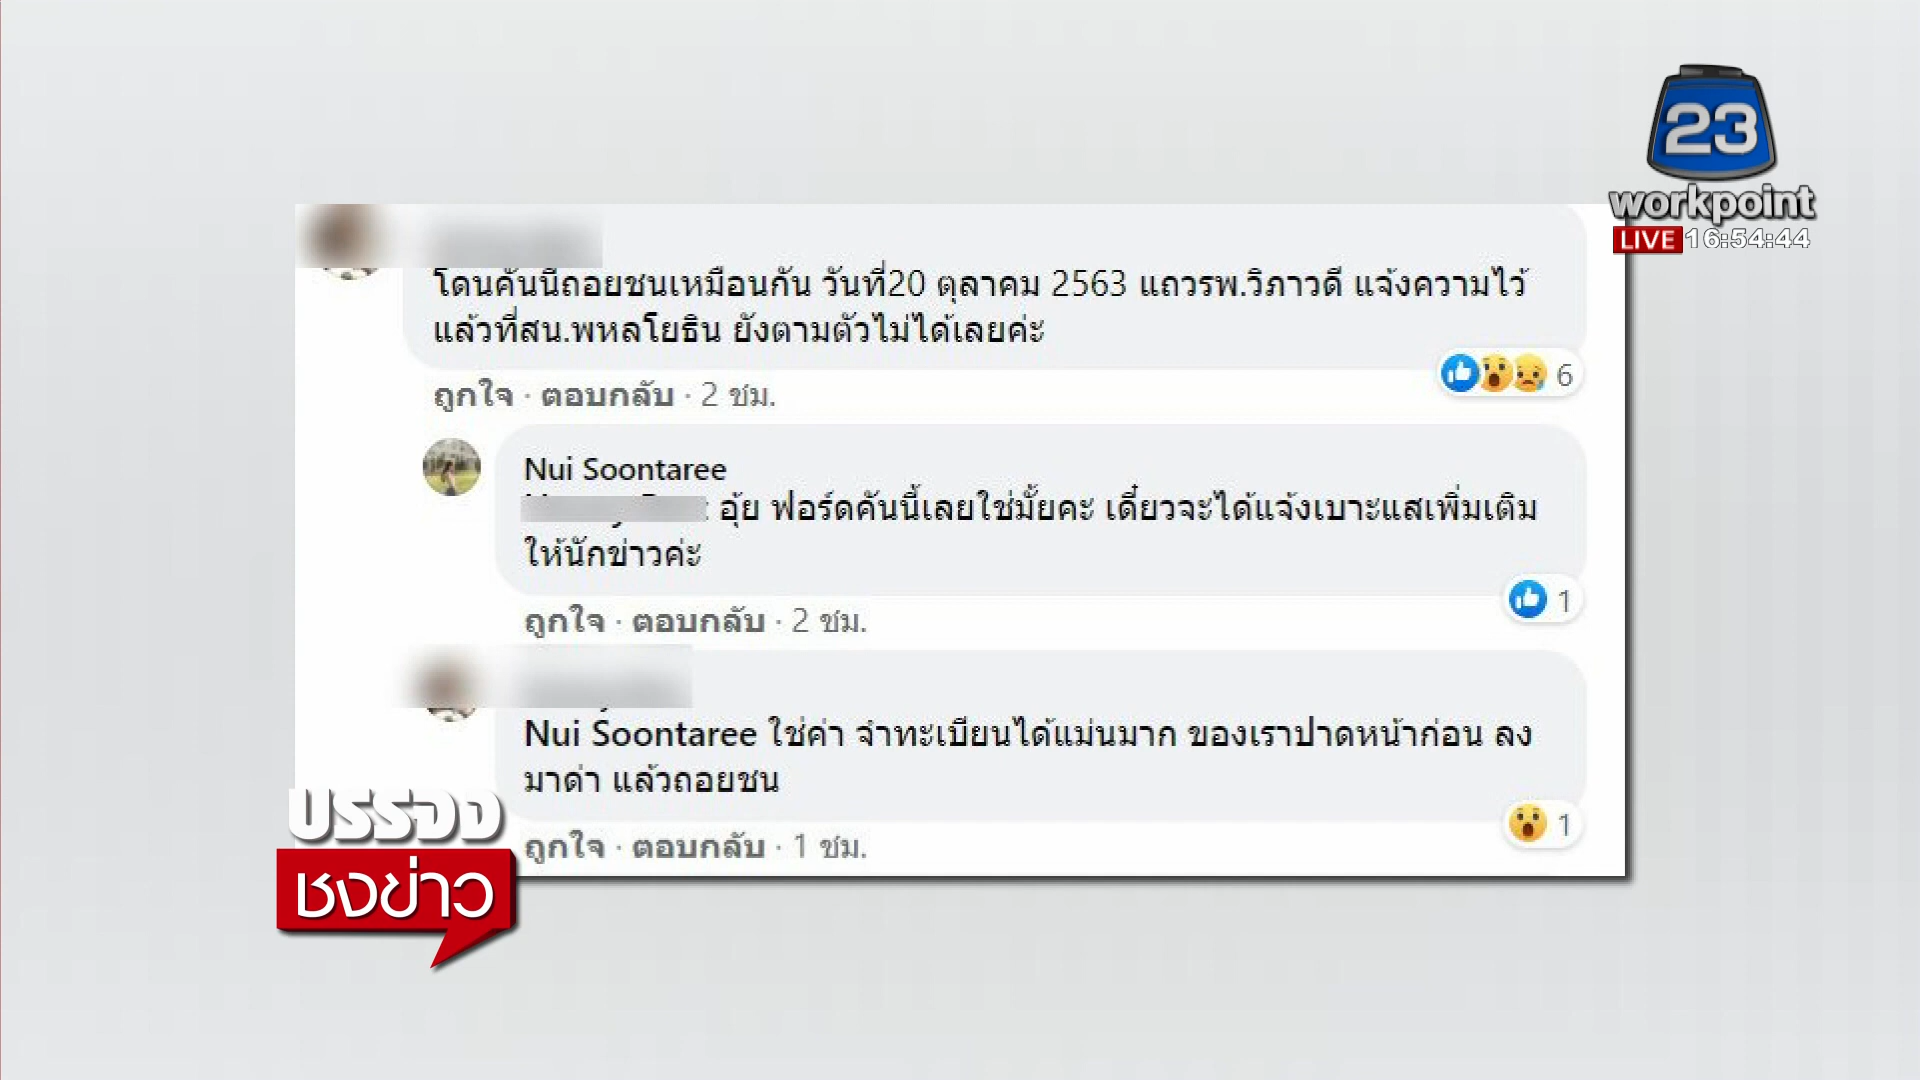 23
workpoint
LIVE 16:54:44
โดนคันนี้ถอยชนเหมือนกัน วันที่20 ตุลาคม 2563 แถวรพ.วิภาวดี แจ้งความไว้
แล้วที่สน.พหลโยธิน ยังตามตัวไม่ได้เลยค่ะ
6
ถูกใจ · ตอบกลับ · 2 ชม.
Nui Soontaree
อุ้ย ฟอร์ดคันนี้เลยใช่มั้ยคะ เดี๋ยวจะได้แจ้งเบาะแสเพิ่มเติม
ให้นักข่าวค่ะ
1
ถูกใจ · ตอบกลับ · 2 ชม.
Nui Soontaree ใช่ค่า จำทะเบียนได้แม่นมาก ของเราปาดหน้าก่อน ลง
มาด่า แล้วถอยชน
1
ถูกใจ · ตอบกลับ · 1 ชม.
บรรจง
ชงข่าว